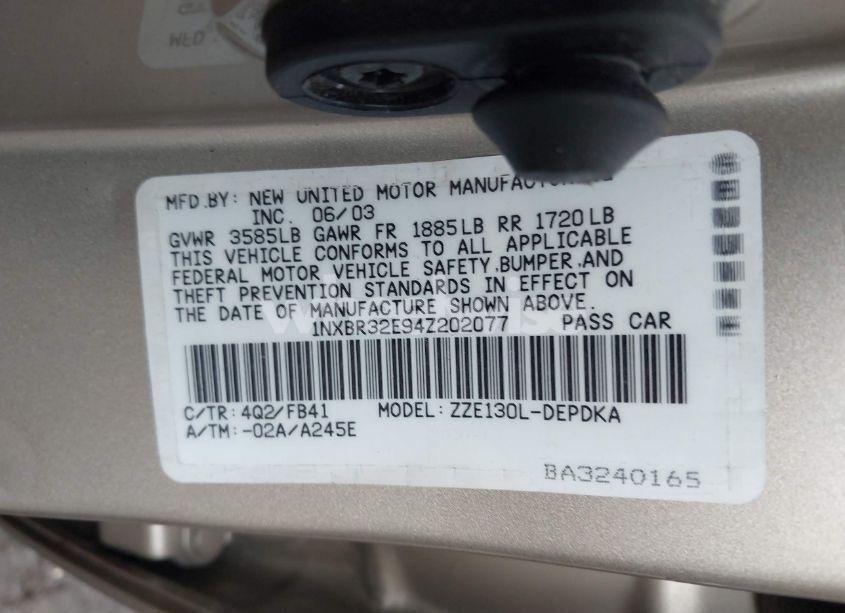 MFD.BY: NEW UNITED MOTOR
INC. 06/03
GVWR 3585LB GAWR FR 1885LB RR 1720LB
THIS VEHICLE CONFORMS TO ALL APPLICABLE
FEDERAL MOTOR VEHICLE SAFETY,BUMPER,AND
THEFT PREVENTION STANDARDS IN EFFECT ON
THE DATE OF MANUFACTURE SHOWN ABOVE.
1NXBR32E94Z202077 PASS CAR
C/TR: 4Q2/FB41 MODEL: ZZE130L-DEPDKA
A/TM: -02A/A245E
BA3240165